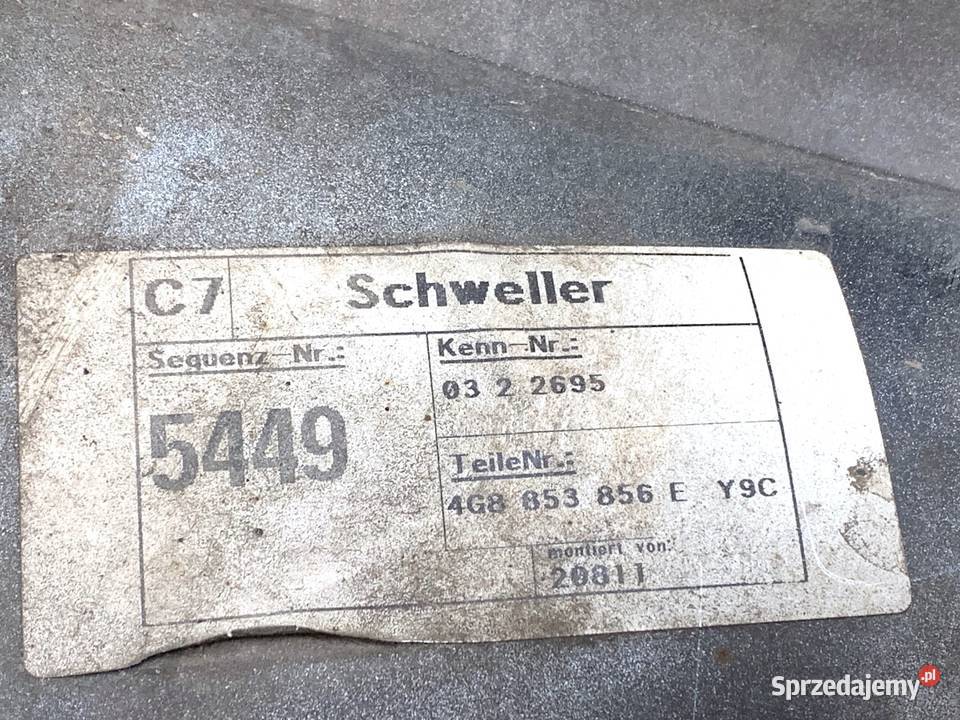 C7 Schweller
Sequenz-Nr.:
5449
Kenn-Nr.:
03 2 2695
TeileNr.:
4G8 853 856 E Y9C
montiert von:
20811
Sprzedajemy.pl